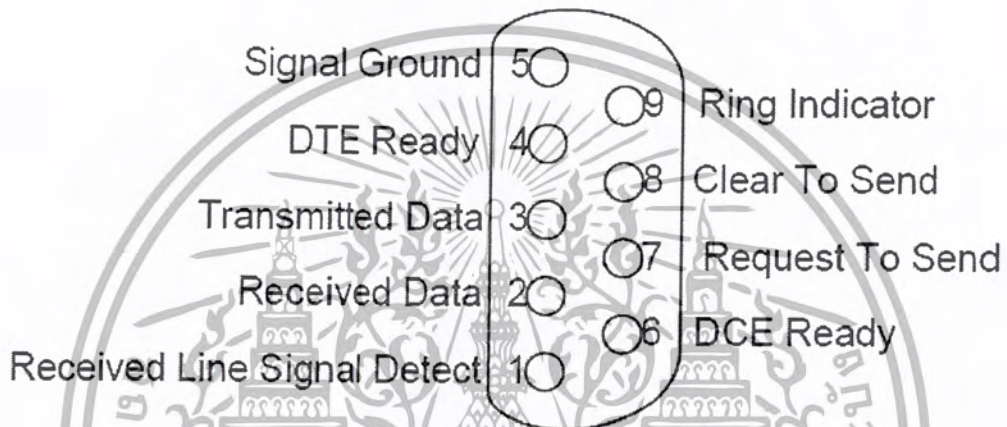 Signal Ground 5
9 Ring Indicator
DTE Ready 4
8 Clear To Send
Transmitted Data 3
7 Request To Send
Received Data 2
6 DCE Ready
Received Line Signal Detect 1